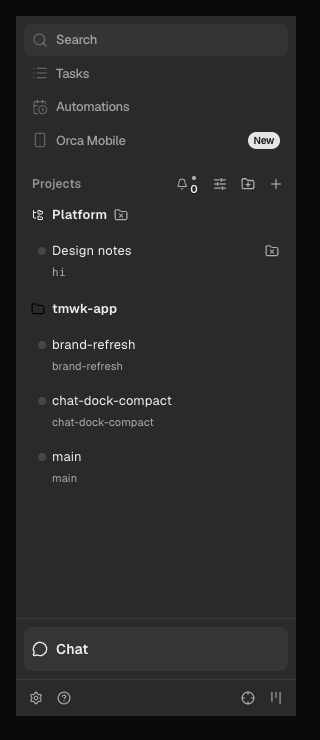 Search
Tasks
Automations
Orca Mobile New
Projects 0
Platform
Design notes
hi
tmwk-app
brand-refresh
brand-refresh
chat-dock-compact
chat-dock-compact
main
main
Chat